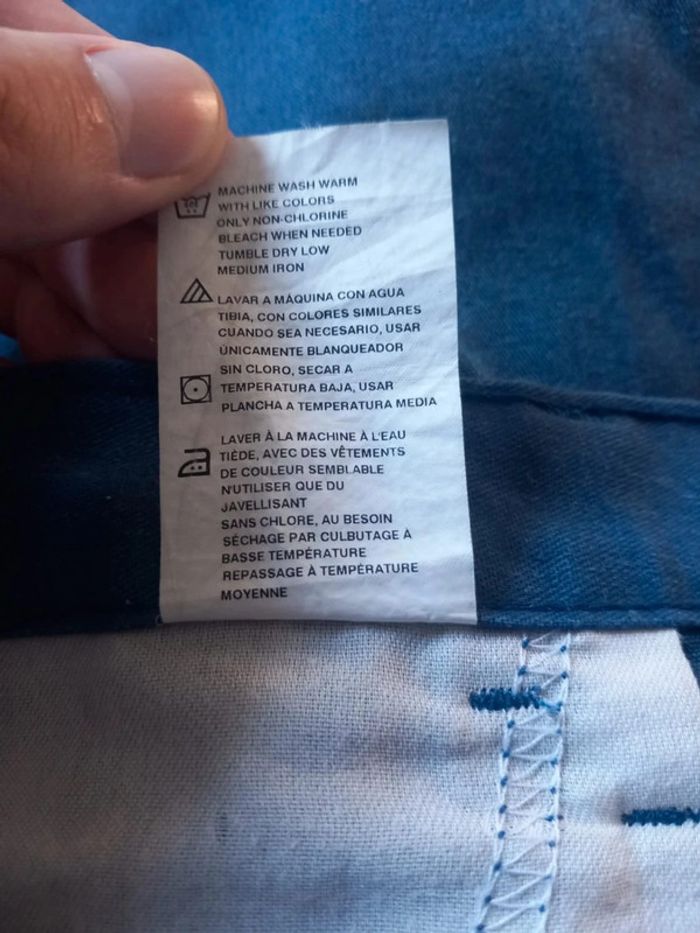 MACHINE WASH WARM
WITH LIKE COLORS
ONLY NON-CHLORINE
BLEACH WHEN NEEDED
TUMBLE DRY LOW
MEDIUM IRON
LAVAR A MÁQUINA CON AGUA
TIBIA, CON COLORES SIMILARES
CUANDO SEA NECESARIO, USAR
ÚNICAMENTE BLANQUEADOR
SIN CLORO, SECAR A
TEMPERATURA BAJA, USAR
PLANCHA A TEMPERATURA MEDIA
LAVER À LA MACHINE À L'EAU
TIÈDE, AVEC DES VÊTEMENTS
DE COULEUR SEMBLABLE
N'UTILISER QUE DU
JAVELLISANT
SANS CHLORE, AU BESOIN
SÉCHAGE PAR CULBUTAGE À
BASSE TEMPÉRATURE
REPASSAGE À TEMPÉRATURE
MOYENNE